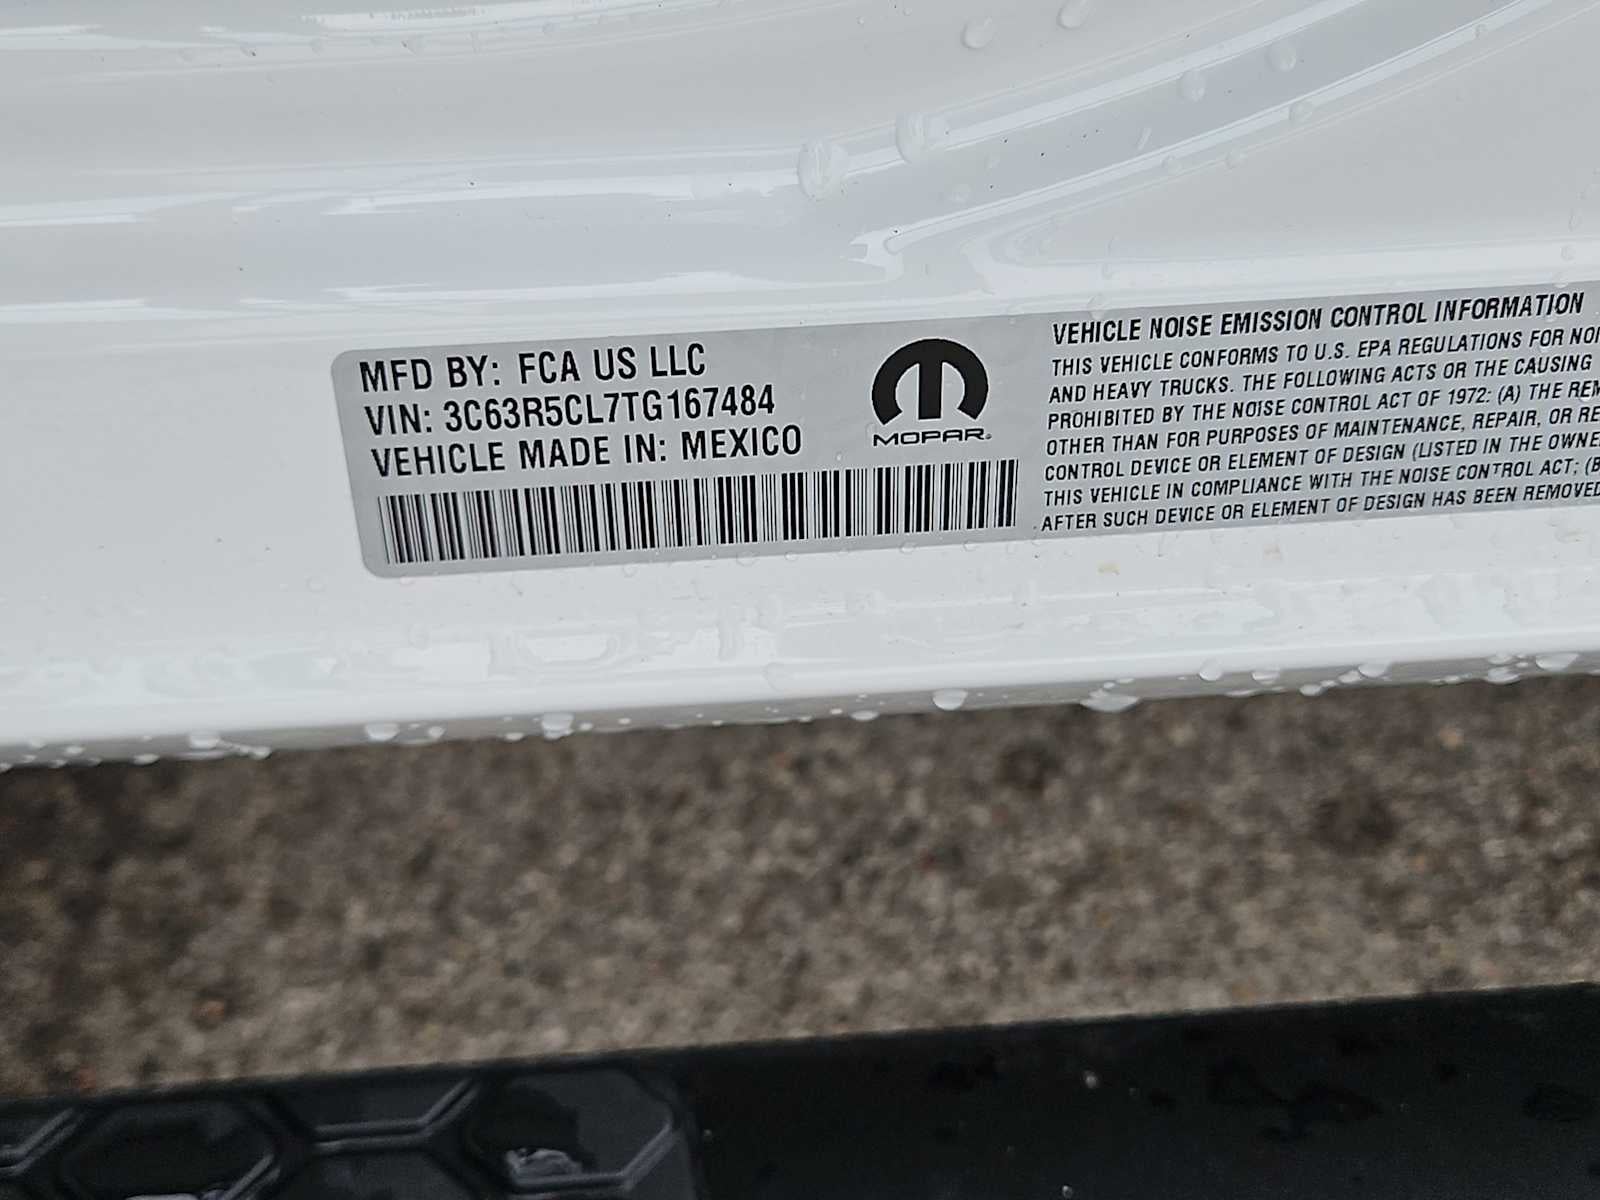 MFD BY: FCA US LLC
VIN: 3C63R5CL7TG167484
VEHICLE MADE IN: MEXICO
MOPAR
VEHICLE NOISE EMISSION CONTROL INFORMATION
THIS VEHICLE CONFORMS TO U.S. EPA REGULATIONS FOR
AND HEAVY TRUCKS. THE FOLLOWING ACTS OR THE CAUSING
PROHIBITED BY THE NOISE CONTROL ACT OF 1972: (A) THE
OTHER THAN FOR PURPOSES OF MAINTENANCE, REPAIR, OR
CONTROL DEVICE OR ELEMENT OF DESIGN (LISTED IN THE
THIS VEHICLE IN COMPLIANCE WITH THE NOISE CONTROL ACT; (B
AFTER SUCH DEVICE OR ELEMENT OF DESIGN HAS BEEN REMOVED